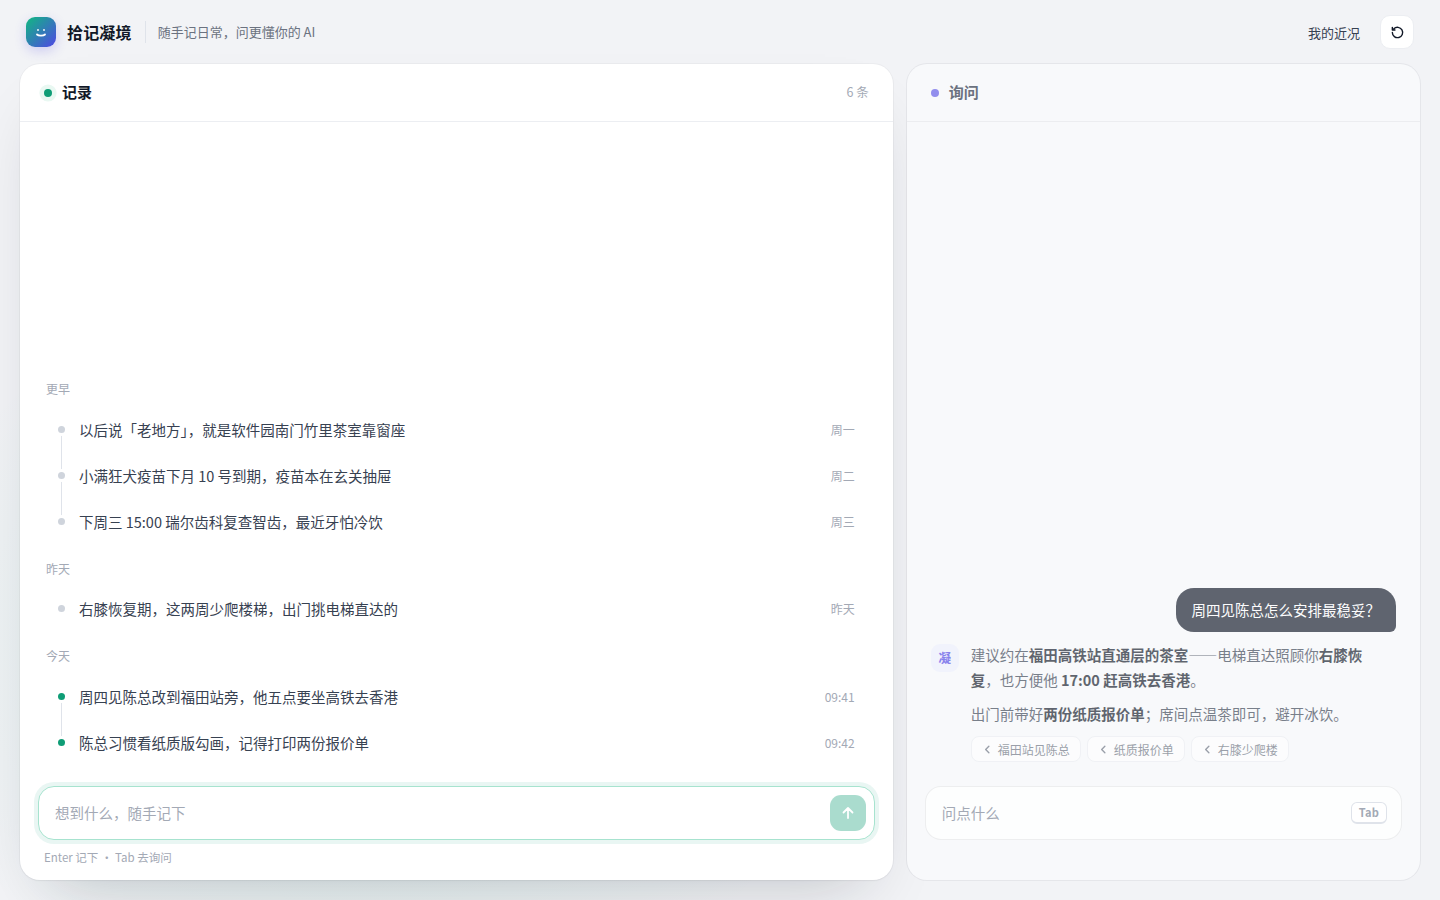 拾记凝境
随手记日常，问更懂你的 AI
我的近况
记录
6 条
更早
以后说「老地方」，就是软件园南门竹里茶室靠窗座
周一
小满狂犬疫苗下月 10 号到期，疫苗本在玄关抽屉
周二
下周三 15:00 瑞尔齿科复查智齿，最近牙怕冷饮
周三
昨天
右膝恢复期，这两周少爬楼梯，出门挑电梯直达的
昨天
今天
周四见陈总改到福田站旁，他五点要坐高铁去香港
09:41
陈总习惯看纸质版勾画，记得打印两份报价单
09:42
想到什么，随手记下
Enter 记下 · Tab 去询问
询问
周四见陈总怎么安排最稳妥？
凝
建议约在福田高铁站直通层的茶室——电梯直达照顾你右膝恢
复，也方便他 17:00 赶高铁去香港。
出门前带好两份纸质报价单；席间点温茶即可，避开冰饮。
福田站见陈总
纸质报价单
右膝少爬楼
问点什么
Tab